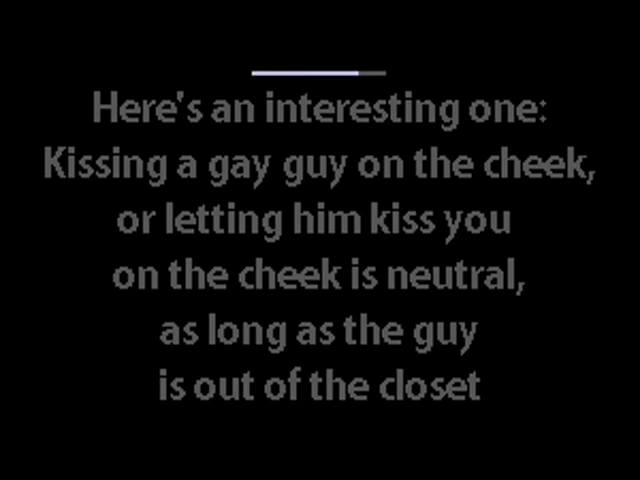 Here's an interesting one:
Kissing a gay guy on the cheek,
or letting him kiss you
on the cheek is neutral,
as long as the guy
is out of the closet